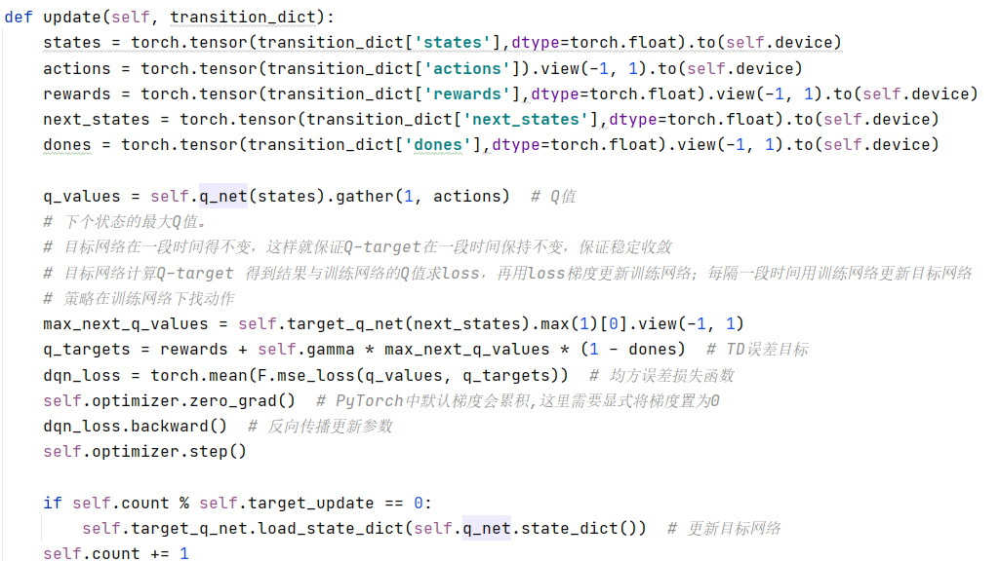 def update(self, transition_dict):
    states = torch.tensor(transition_dict['states'],dtype=torch.float).to(self.device)
    actions = torch.tensor(transition_dict['actions']).view(-1, 1).to(self.device)
    rewards = torch.tensor(transition_dict['rewards'],dtype=torch.float).view(-1, 1).to(self.device)
    next_states = torch.tensor(transition_dict['next_states'],dtype=torch.float).to(self.device)
    dones = torch.tensor(transition_dict['dones'],dtype=torch.float).view(-1, 1).to(self.device)

    q_values = self.q_net(states).gather(1, actions)  # Q值
    # 下个状态的最大Q值。
    # 目标网络在一段时间得不变，这样就保证Q-target在一段时间保持不变，保证稳定收敛
    # 目标网络计算Q-target 得到结果与训练网络的Q值求loss，再用loss梯度更新训练网络；每隔一段时间用训练网络更新目标网络
    # 策略在训练网络下找动作
    max_next_q_values = self.target_q_net(next_states).max(1)[0].view(-1, 1)
    q_targets = rewards + self.gamma * max_next_q_values * (1 - dones)  # TD误差目标
    dqn_loss = torch.mean(F.mse_loss(q_values, q_targets))  # 均方误差损失函数
    self.optimizer.zero_grad()  # PyTorch中默认梯度会累积,这里需要显式将梯度置为0
    dqn_loss.backward()  # 反向传播更新参数
    self.optimizer.step()

    if self.count % self.target_update == 0:
        self.target_q_net.load_state_dict(self.q_net.state_dict())  # 更新目标网络
    self.count += 1